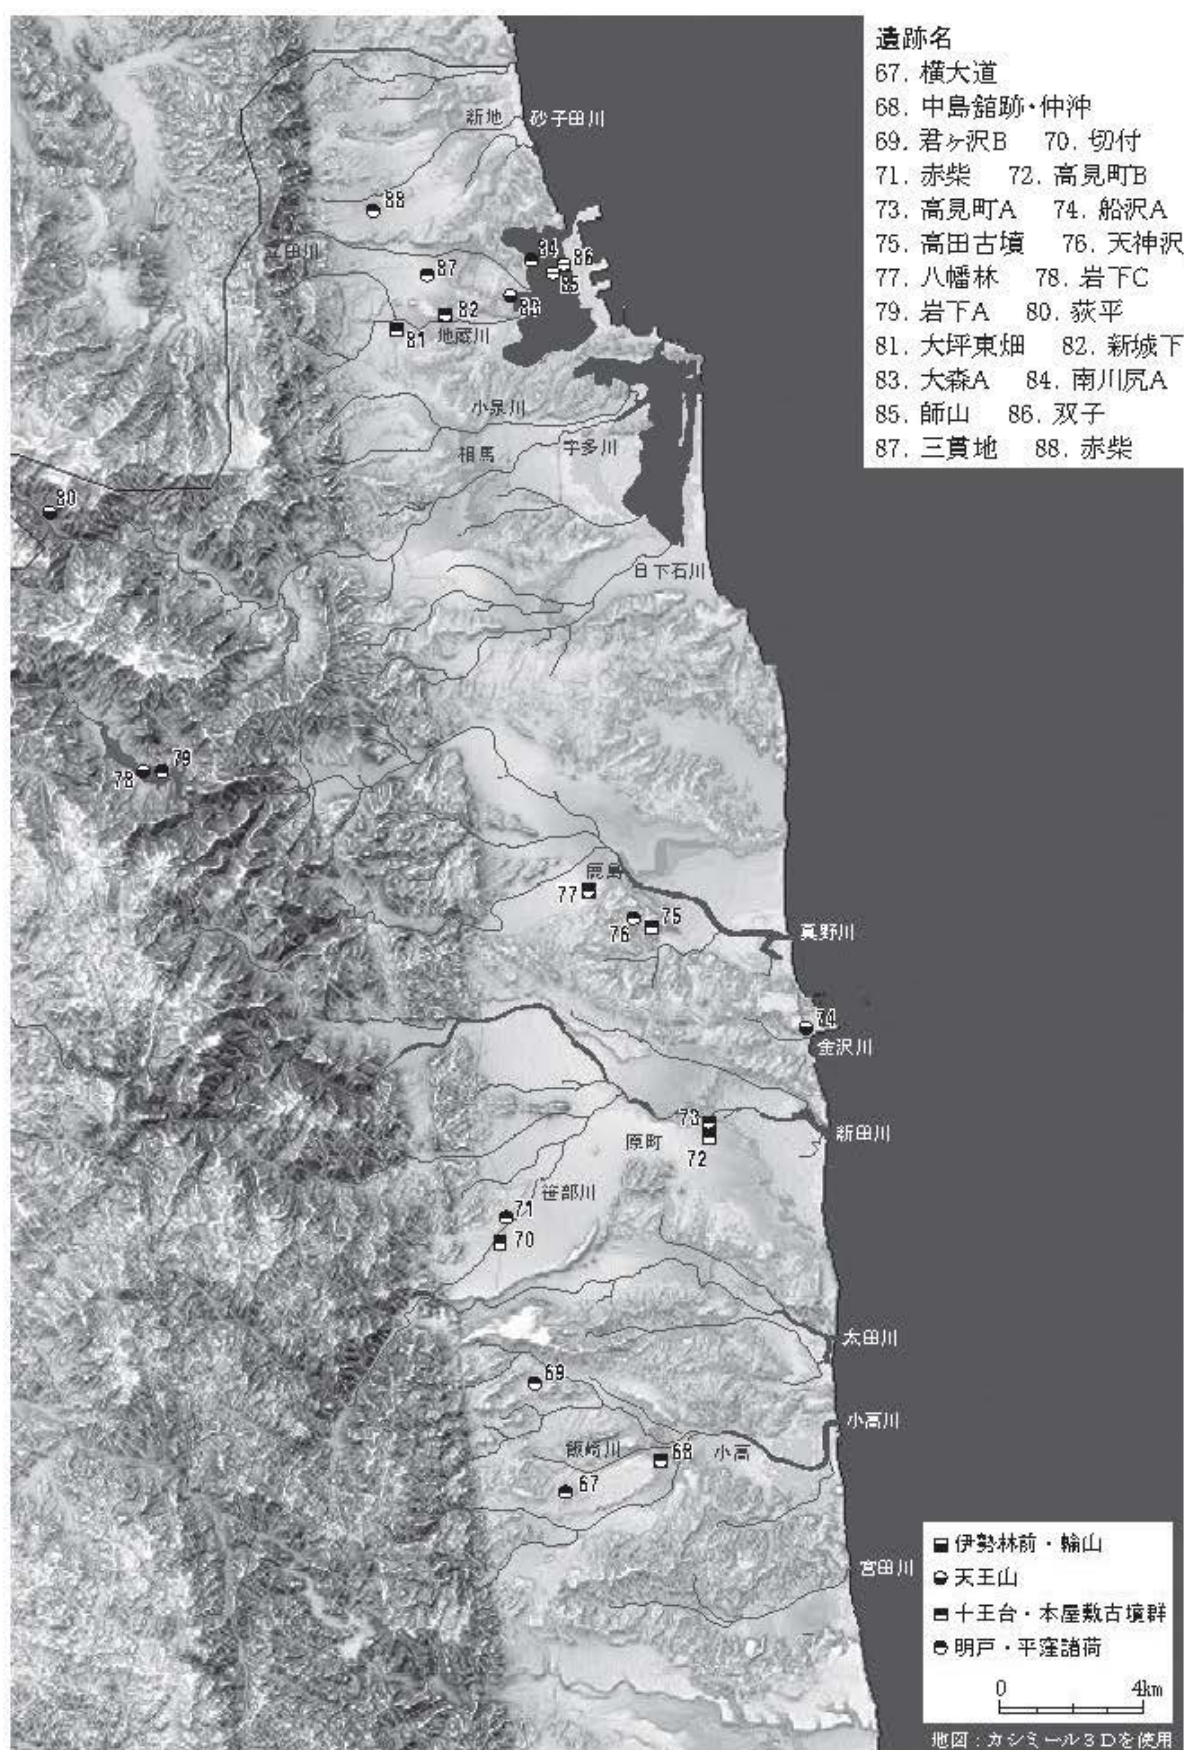 遺跡名
67. 横大道
68. 中島館跡・仲沖
69. 君ヶ沢B 70. 切付
71. 赤柴 72. 高見町B
73. 高見町A 74. 船沢A
75. 高田古墳 76. 天神沢
77. 八幡林 78. 岩下C
79. 岩下A 80. 荻平
81. 大坪東畑 82. 新城下
83. 大森A 84. 南川尻A
85. 師山 86. 双子
87. 三貫地 88. 赤柴
新地
砂子田川
88
84
86
85
87
83
82
81
地蔵川
小泉川
相馬
宇多川
80
日下石川
78
79
鹿島
77
76
75
真野川
74
金沢川
73
72
原町
新田川
笹部川
71
70
太田川
69
小高川
飯崎川
68
小高
67
宮田川
伊勢林前・輪山
天王山
十王台・本屋敷古墳群
明戸・平窪諸荷
0 4km
地図:カシミール3Dを使用